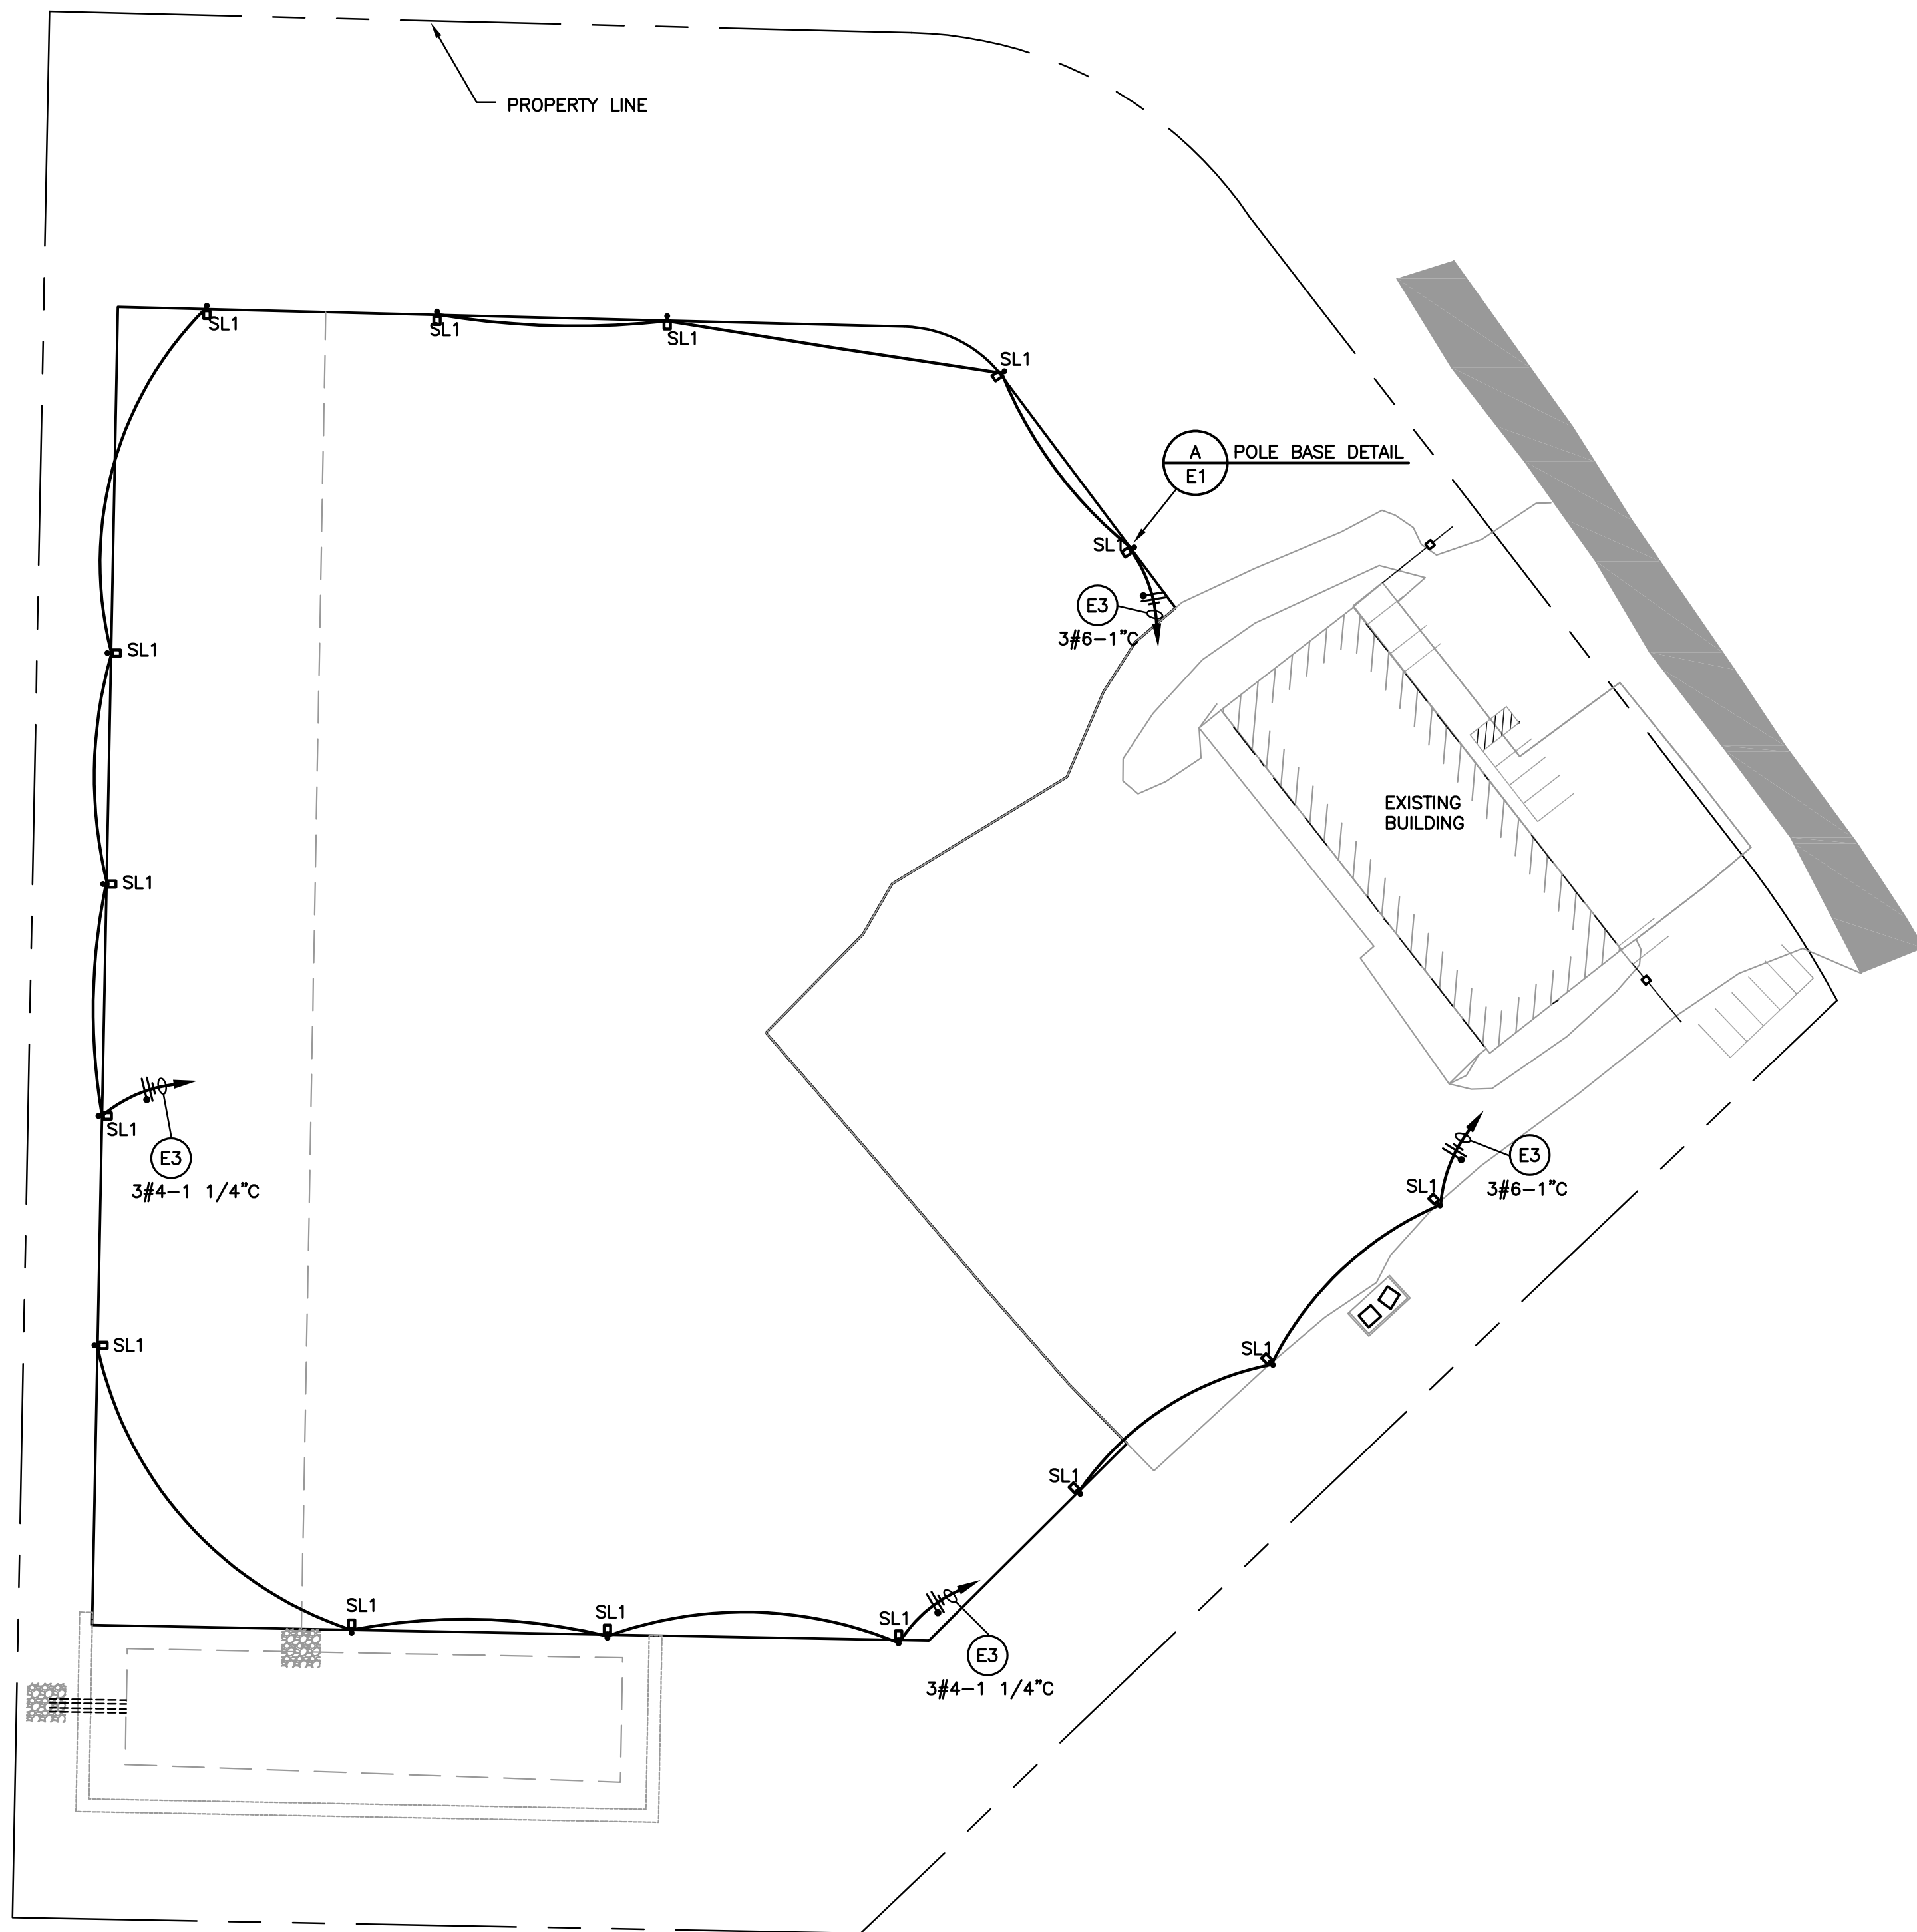 PROPERTY LINE
SL1
SL1
SL1
SL1
A
E1
POLE BASE DETAIL
SL1
E3
3#6-1"C
SL1
EXISTING
BUILDING
SL1
SL1
E3
3#4-1 1/4"C
E3
3#6-1"C
SL1
SL1
SL1
SL1
SL1
SL1
SL1
E3
3#4-1 1/4"C